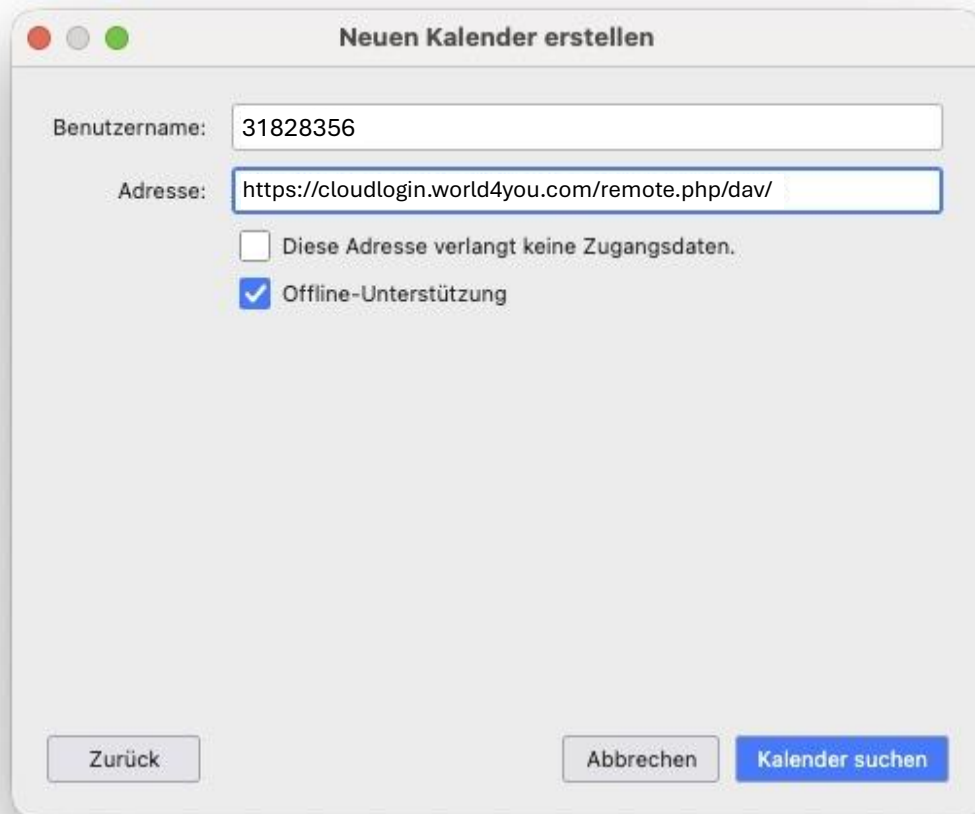 Neuen Kalender erstellen
Benutzername: 31828356
Adresse: https://cloudlogin.world4you.com/remote.php/dav/
Diese Adresse verlangt keine Zugangsdaten.
Offline-Unterstützung
Zurück Abbrechen Kalender suchen